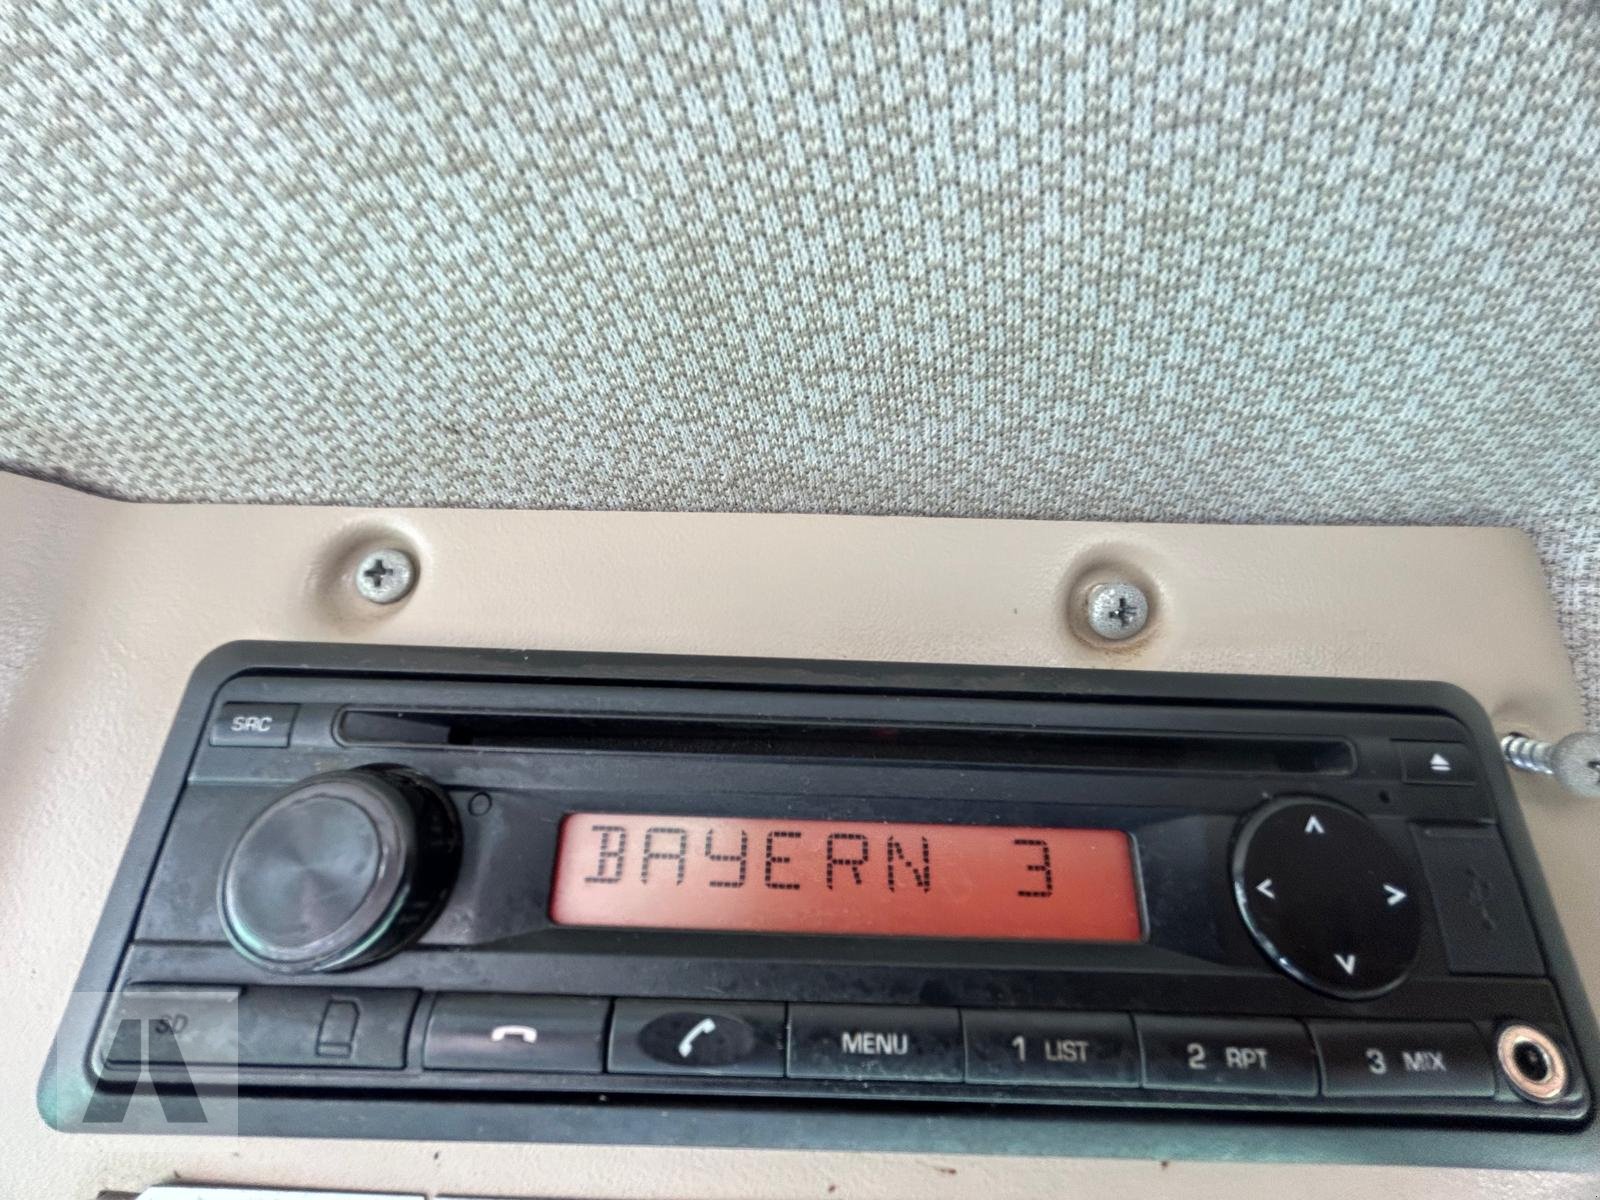 SRC
BAYERN 3
SD
MENU 1 LIST 2 RPT 3 MIX